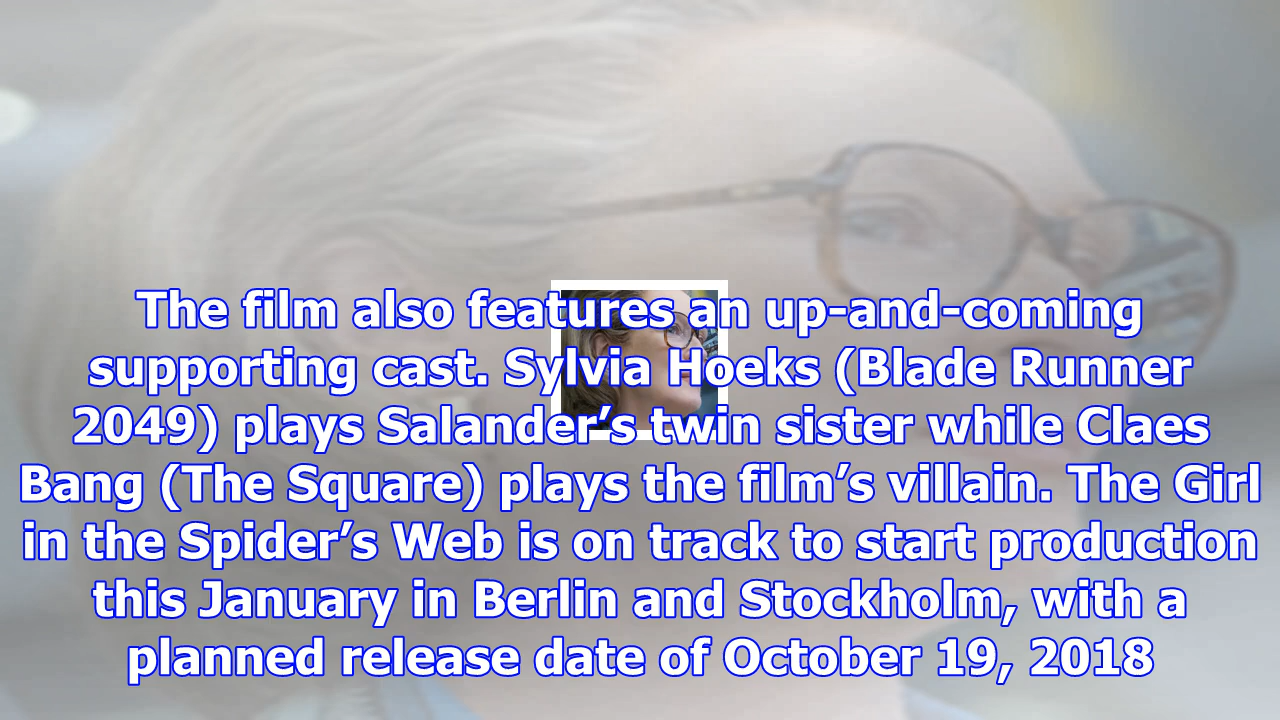 The film also features an up-and-coming
supporting cast. Sylvia Hoeks (Blade Runner
2049) plays Salander’s twin sister while Claes
Bang (The Square) plays the film’s villain. The Girl
in the Spider’s Web is on track to start production
this January in Berlin and Stockholm, with a
planned release date of October 19, 2018